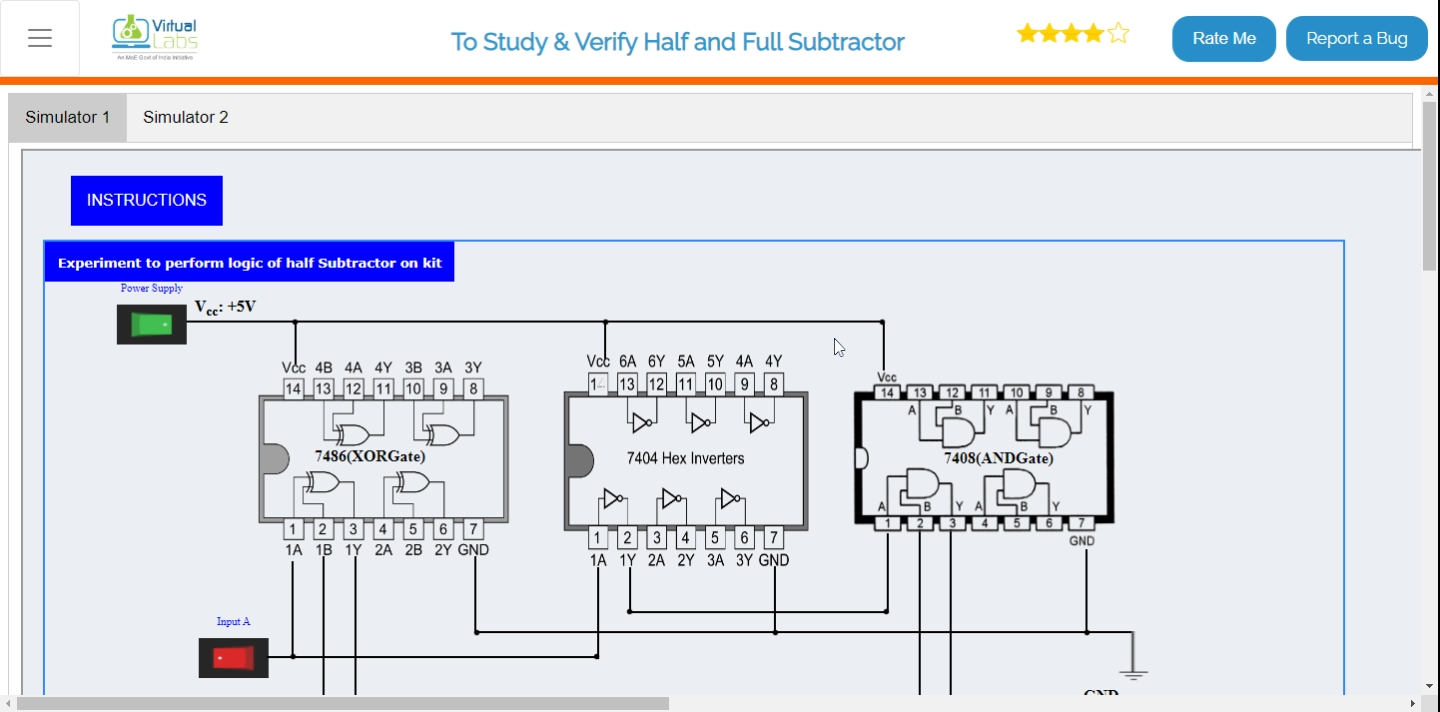 Virtual
Labs
An MoE Govt of India Initiative
To Study & Verify Half and Full Subtractor
Rate Me
Report a Bug
Simulator 1
Simulator 2
INSTRUCTIONS
Experiment to perform logic of half Subtractor on kit
Power Supply
Vcc: +5V
Vcc 4B 4A 4Y 3B 3A 3Y
14 13 12 11 10 9 8
7486(XORGate)
1 2 3 4 5 6 7
1A 1B 1Y 2A 2B 2Y GND
Vcc 6A 6Y 5A 5Y 4A 4Y
13 12 11 10 9 8
7404 Hex Inverters
1 2 3 4 5 6 7
1A 1Y 2A 2Y 3A 3Y GND
Vcc
14 13 12 11 10 9 8
A B Y A B Y
7408(ANDGate)
A B Y A B Y
1 2 3 4 5 6 7
GND
Input A